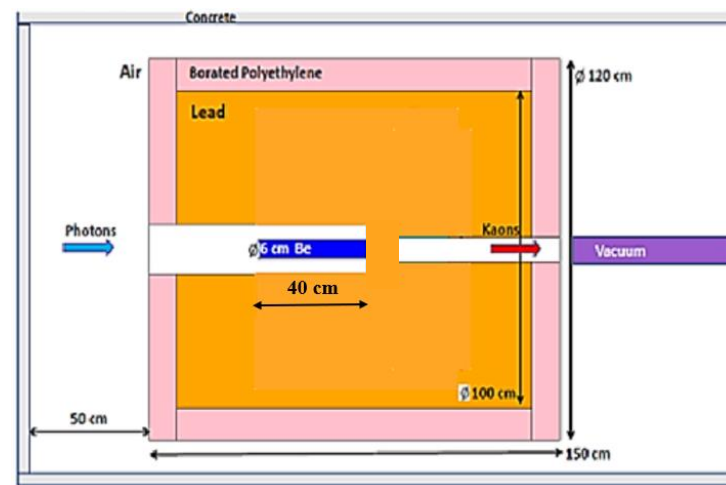 Concrete
Air
Borated Polyethylene
Ø 120 cm
Lead
Photons
Ø 6 cm Be
Kaons
Vacuum
40 cm
Ø 100 cm
50 cm
150 cm